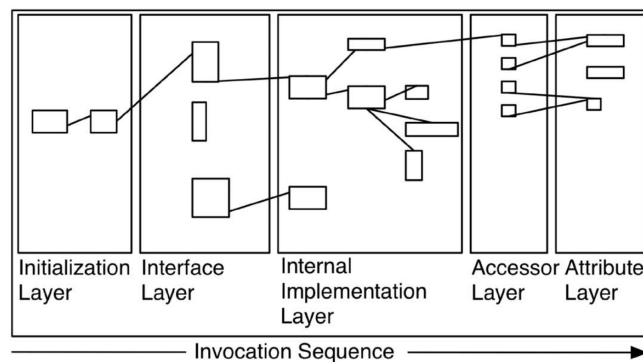 Initialization
Layer
Interface
Layer
Internal
Implementation
Layer
Accessor
Layer
Attribute
Layer
Invocation Sequence